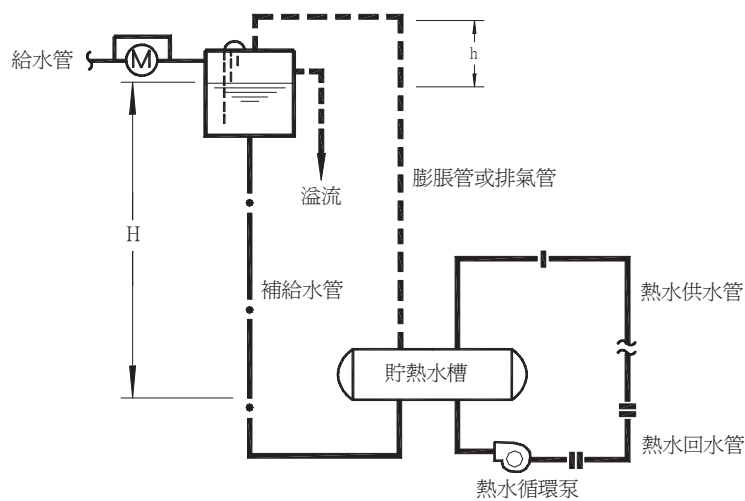 給水管
M
h
溢流
膨脹管或排氣管
H
補給水管
熱水供水管
貯熱水槽
熱水回水管
熱水循環泵